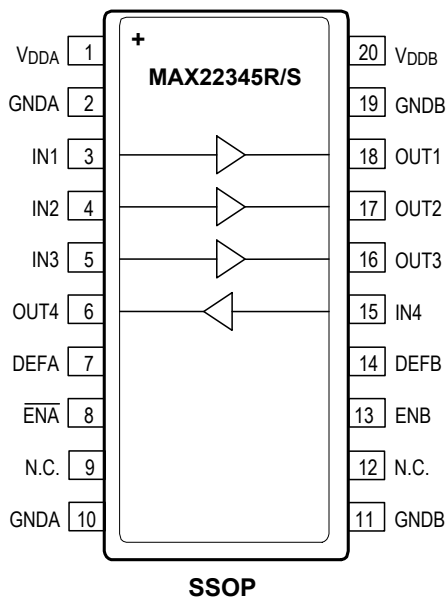 +
MAX22345R/S
VDDA 1 20 VDDB
GNDA 2 19 GNDB
IN1 3 18 OUT1
IN2 4 17 OUT2
IN3 5 16 OUT3
OUT4 6 15 IN4
DEFA 7 14 DEFB
E̅N̅A̅ 8 13 ENB
N.C. 9 12 N.C.
GNDA 10 11 GNDB
SSOP